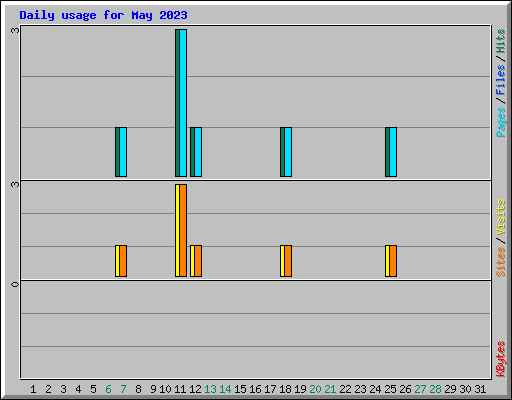 Daily usage for May 2023
3
Pages / Files / Hits
3
Sites / Visits
0
KBytes
1 2 3 4 5 6 7 8 9 10 11 12 13 14 15 16 17 18 19 20 21 22 23 24 25 26 27 28 29 30 31